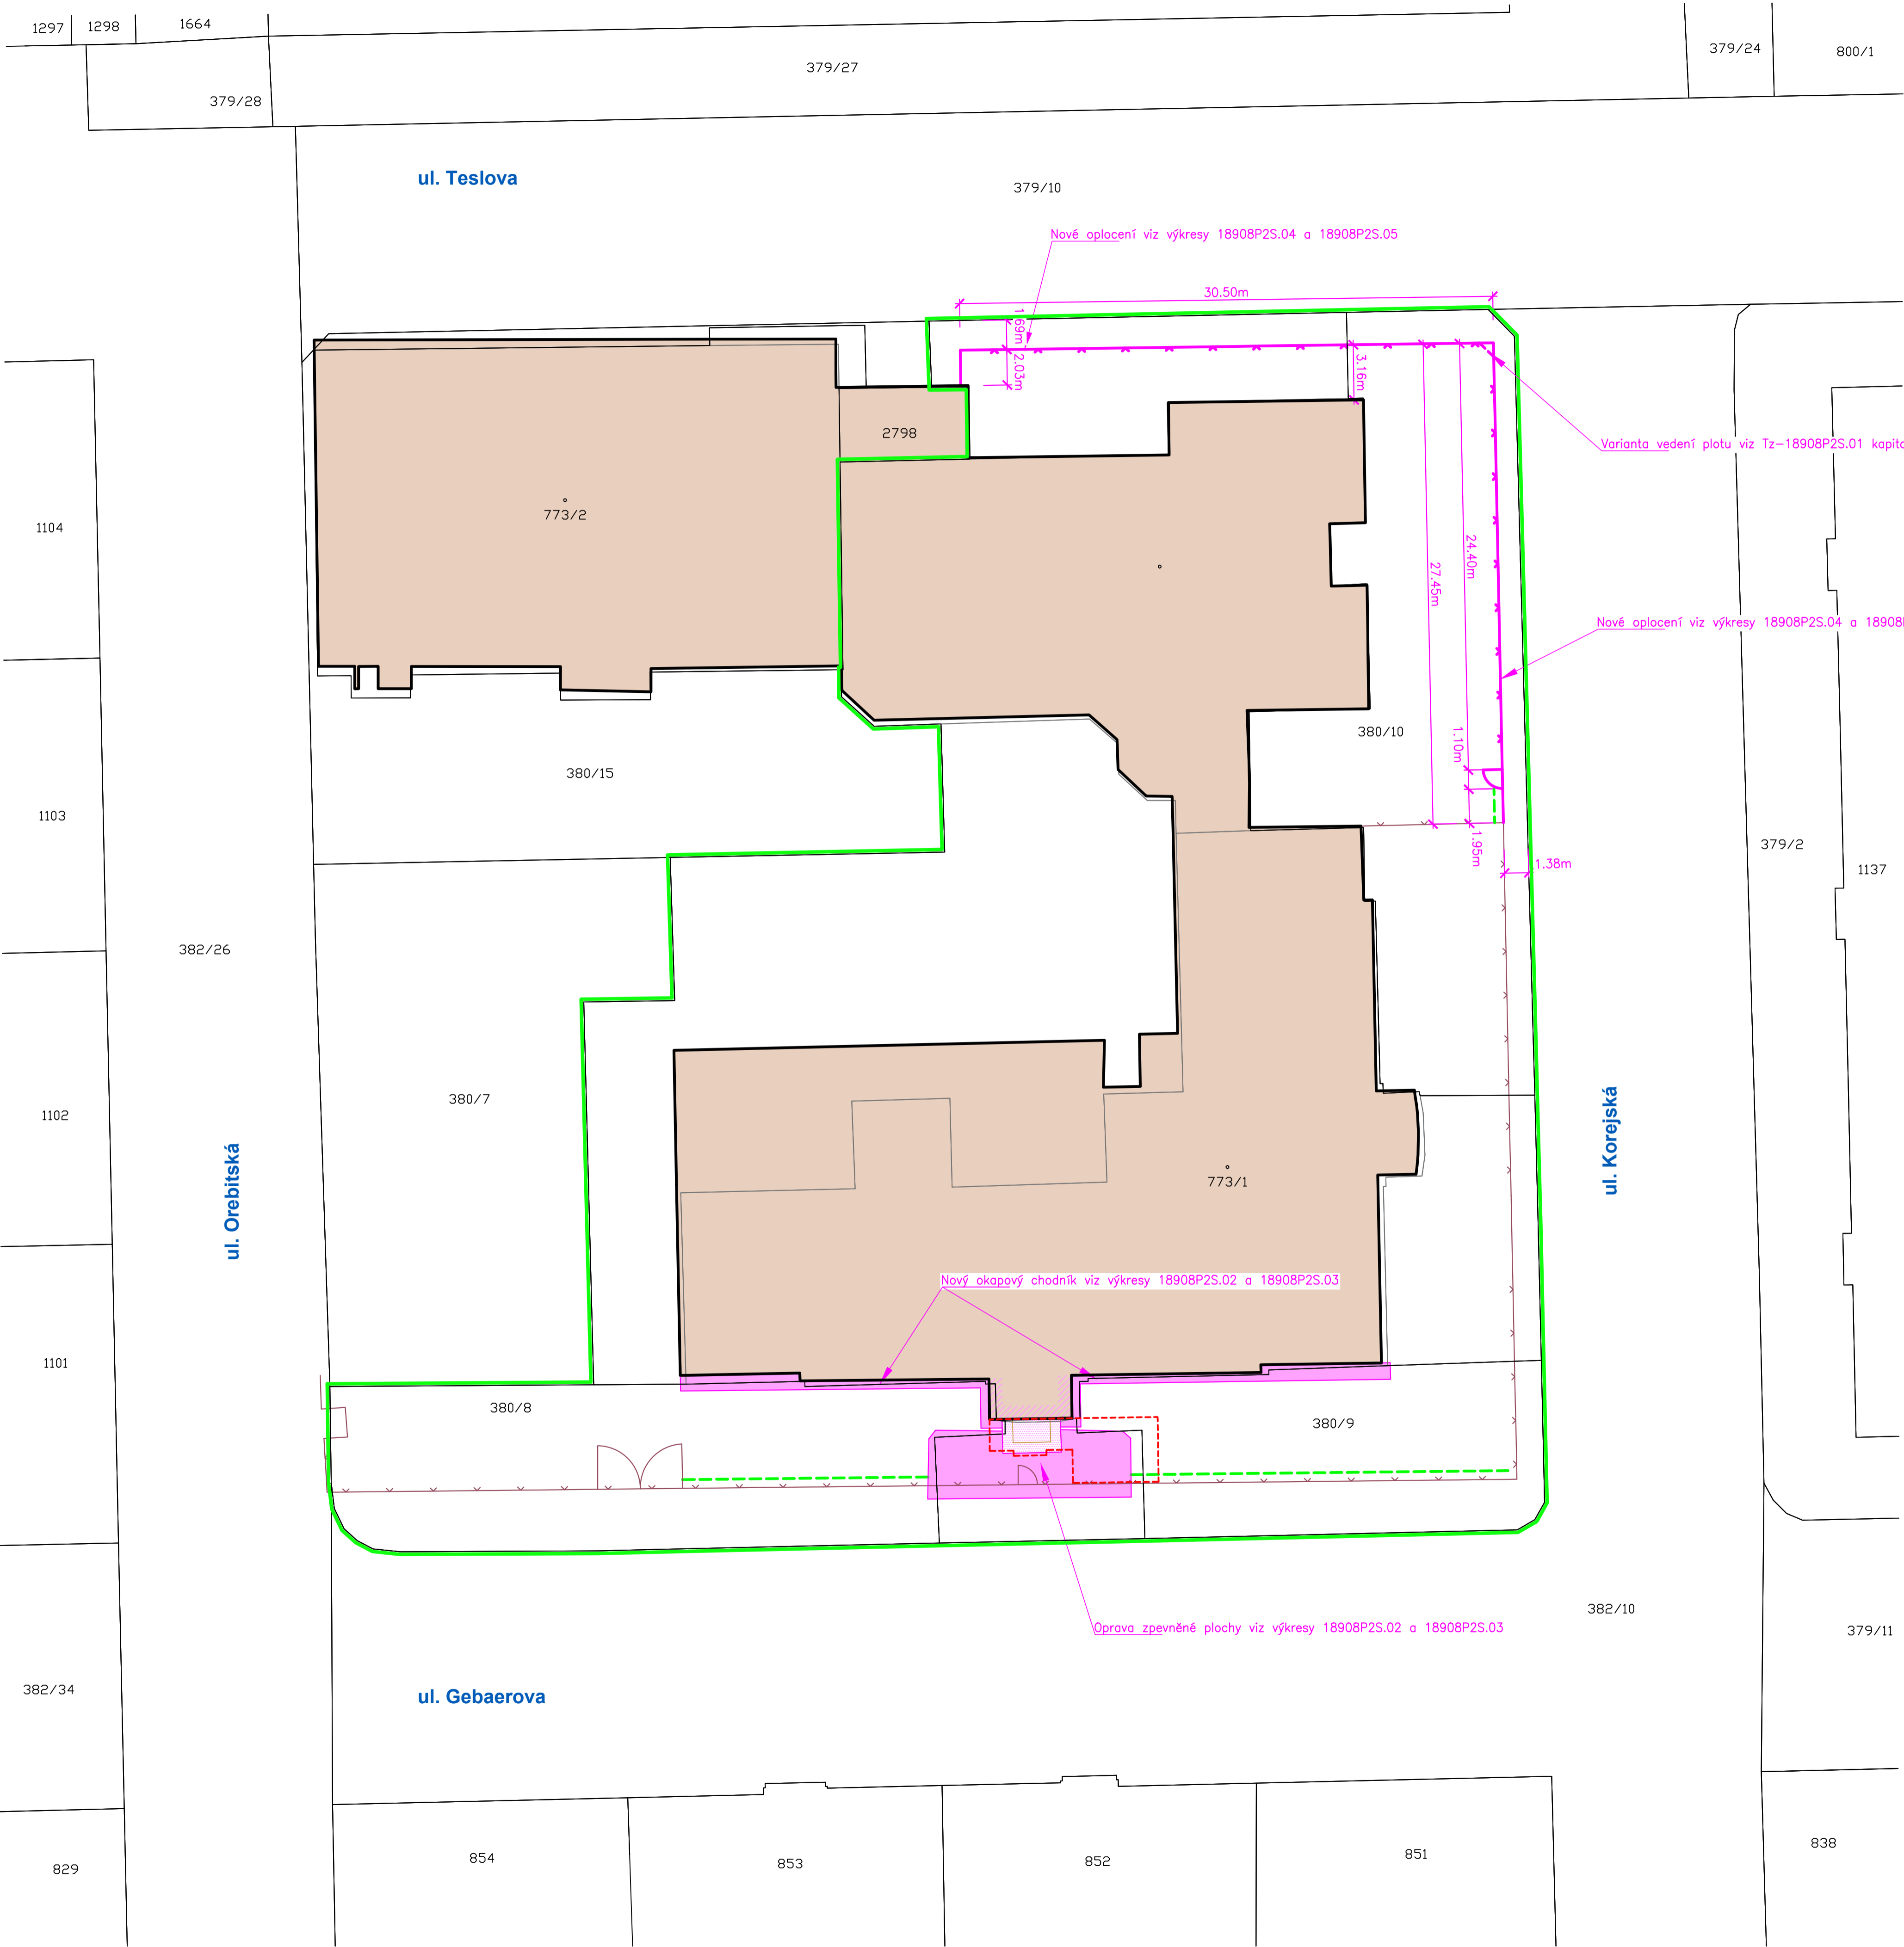 1297
1298
1664
379/27
379/24
800/1
379/28
ul. Teslova
379/10
Nové oplocení viz výkresy 18908P2S.04 a 18908P2S.05
30.50m
1.69m
2.03m
3.16m
2798
Varianta vedení plotu viz Tz-18908P2S.01
773/2
1104
24.40m
27.45m
Nové oplocení viz výkresy 18908P2S.04 a
380/10
1.10m
380/15
1103
1.95m
1.38m
379/2
1137
382/26
380/7
1102
ul. Orebitská
ul. Korejská
773/1
Nový okapový chodník viz výkresy 18908P2S.02 a 18908P2S.03
1101
380/8
380/9
382/10
Oprava zpevněné plochy viz výkresy 18908P2S.02 a 18908P2S.03
379/11
382/34
ul. Gebaerova
829
854
853
852
851
838